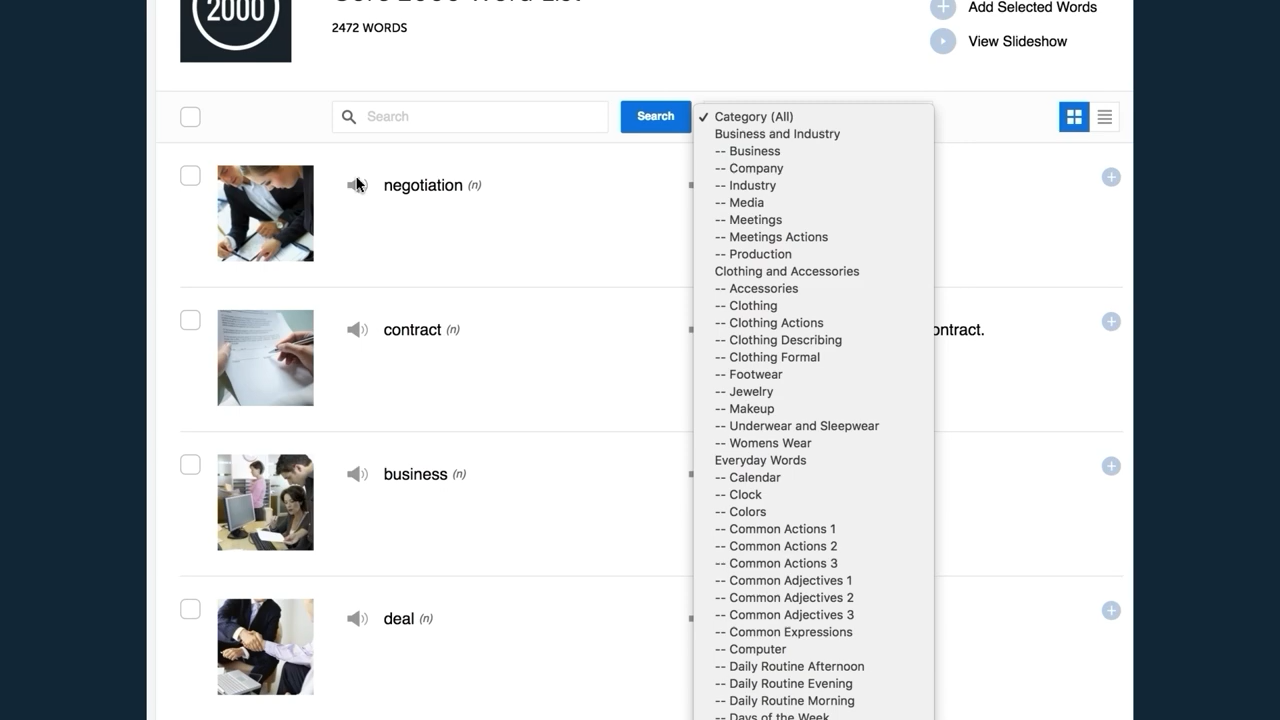 2000
2472 WORDS
Add Selected Words
View Slideshow
Search
Search
Category (All)
Business and Industry
-- Business
-- Company
-- Industry
-- Media
-- Meetings
-- Meetings Actions
-- Production
Clothing and Accessories
-- Accessories
-- Clothing
-- Clothing Actions
-- Clothing Describing
-- Clothing Formal
-- Footwear
-- Jewelry
-- Makeup
-- Underwear and Sleepwear
-- Womens Wear
Everyday Words
-- Calendar
-- Clock
-- Colors
-- Common Actions 1
-- Common Actions 2
-- Common Actions 3
-- Common Adjectives 1
-- Common Adjectives 2
-- Common Adjectives 3
-- Common Expressions
-- Computer
-- Daily Routine Afternoon
-- Daily Routine Evening
-- Daily Routine Morning
-- Days of the Week
negotiation (n)
contract (n)
ontract.
business (n)
deal (n)